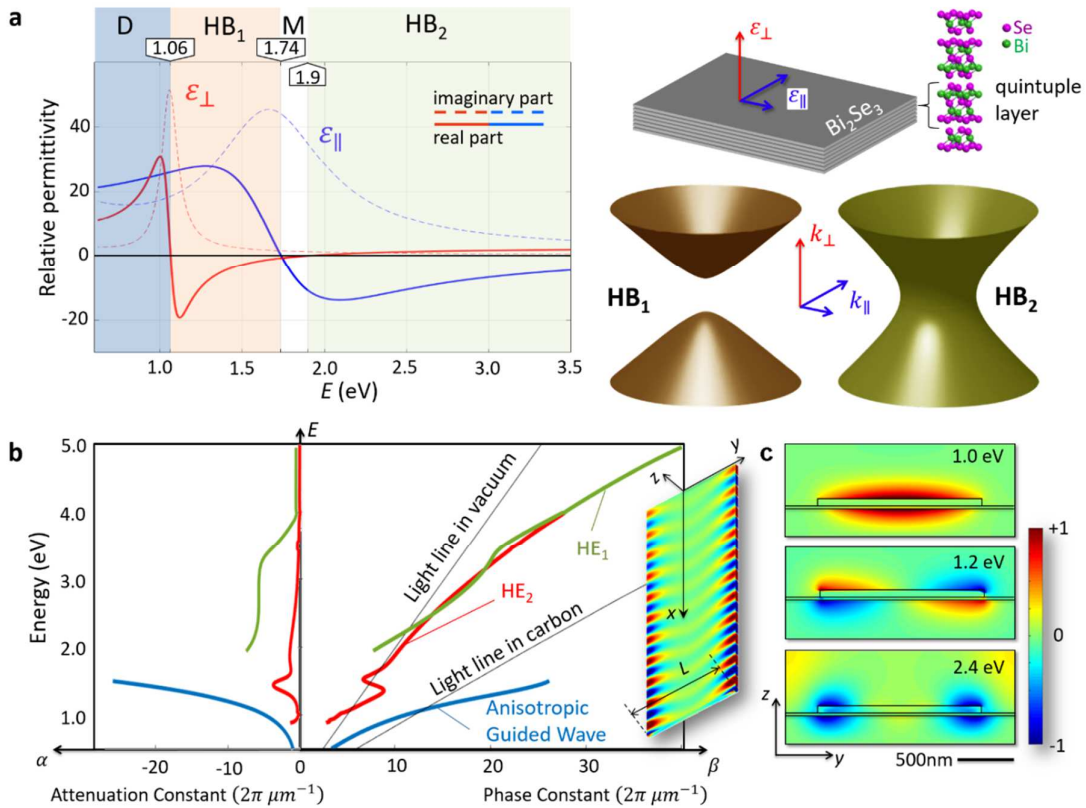 a
D HB₁ M HB₂
1.06 1.74
1.9
ε⊥
ε∥
imaginary part
real part
Relative permittivity
40
20
0
-20
1.0 1.5 2.0 2.5 3.0 3.5
E (eV)
ε⊥
ε∥
Bi₂Se₃
Se
Bi
quintuple
layer
HB₁
k⊥
k∥
HB₂
b
E
Energy (eV)
5.0
4.0
3.0
2.0
1.0
Light line in vacuum
HE₁
HE₂
Light line in carbon
Anisotropic
Guided Wave
y
z
x
L
α -20 -10 0 10 20 30 β
Attenuation Constant (2π μm⁻¹) Phase Constant (2π μm⁻¹)
c
1.0 eV
1.2 eV
2.4 eV
+1
0
-1
z
y
500nm